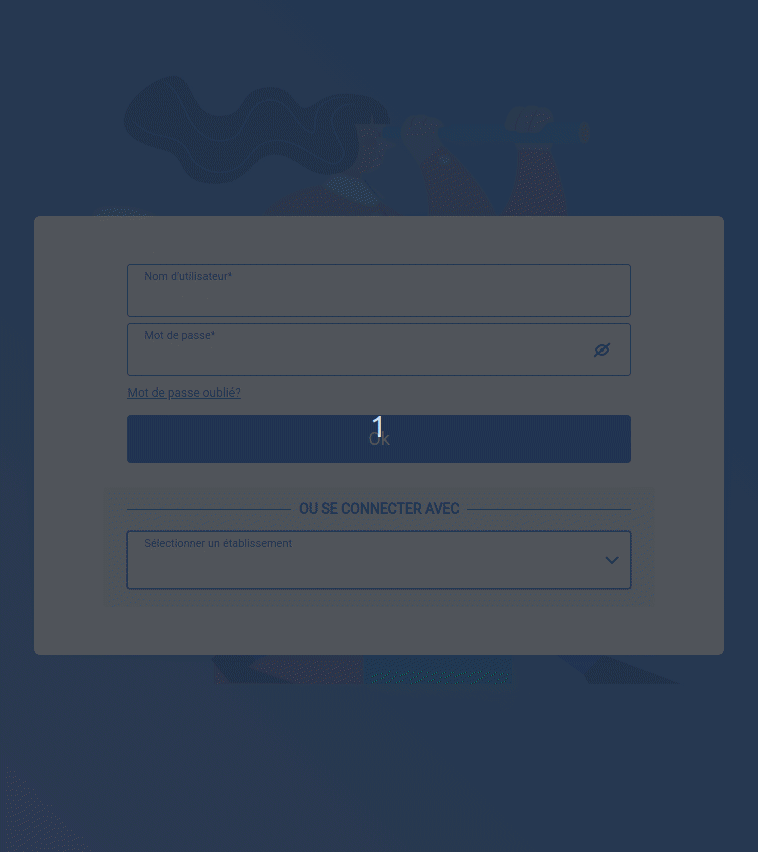 Nom d'utilisateur*
Mot de passe*
Mot de passe oublié?
1
Ok
OU SE CONNECTER AVEC
Sélectionner un établissement